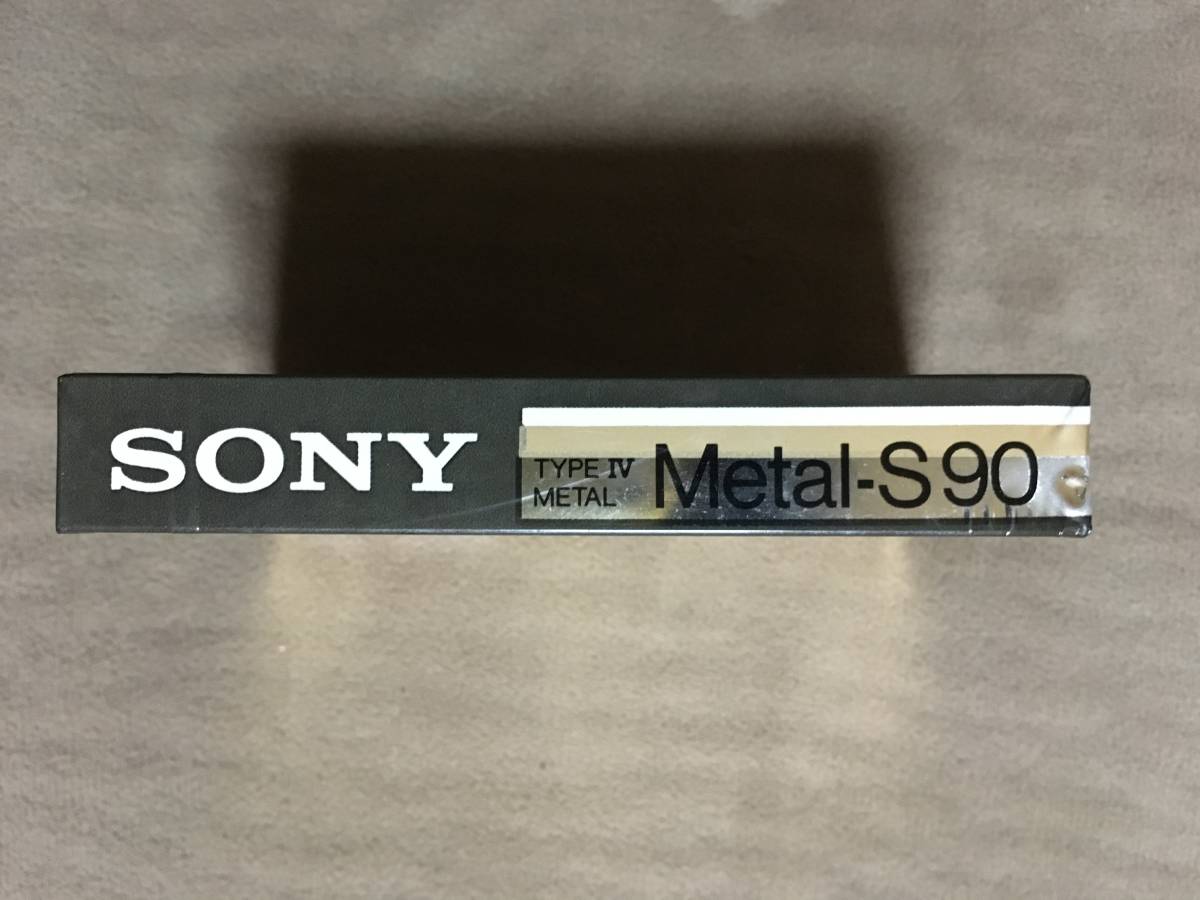 SONY
TYPE IV
METAL
Metal-S 90